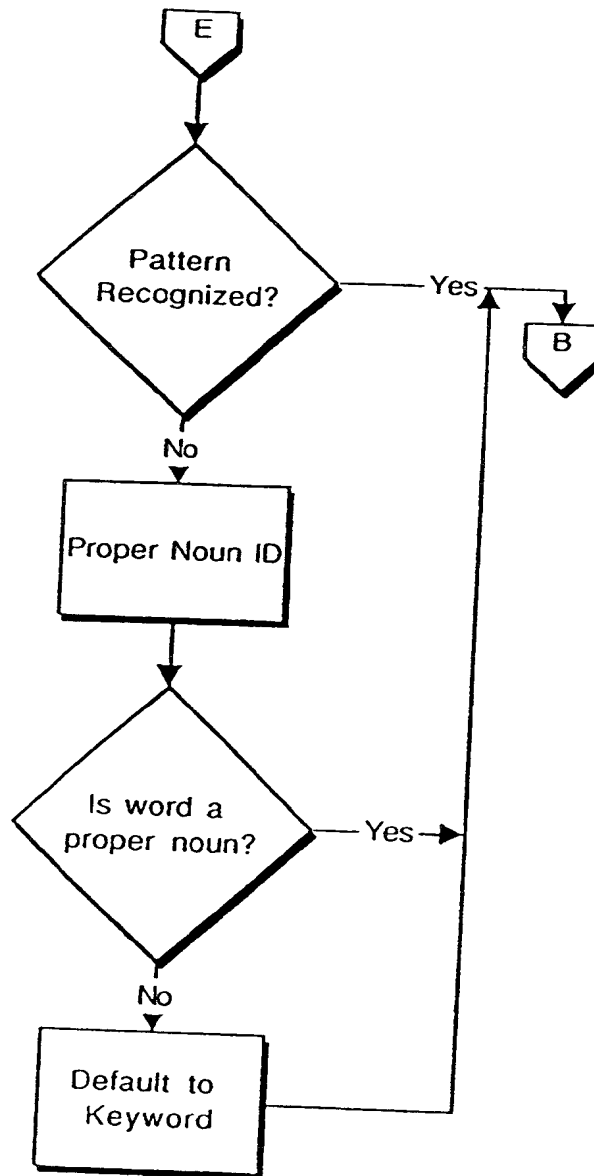 E
Pattern
Recognized?
Yes
B
No
Proper Noun ID
Is word a
proper noun?
Yes
No
Default to
Keyword